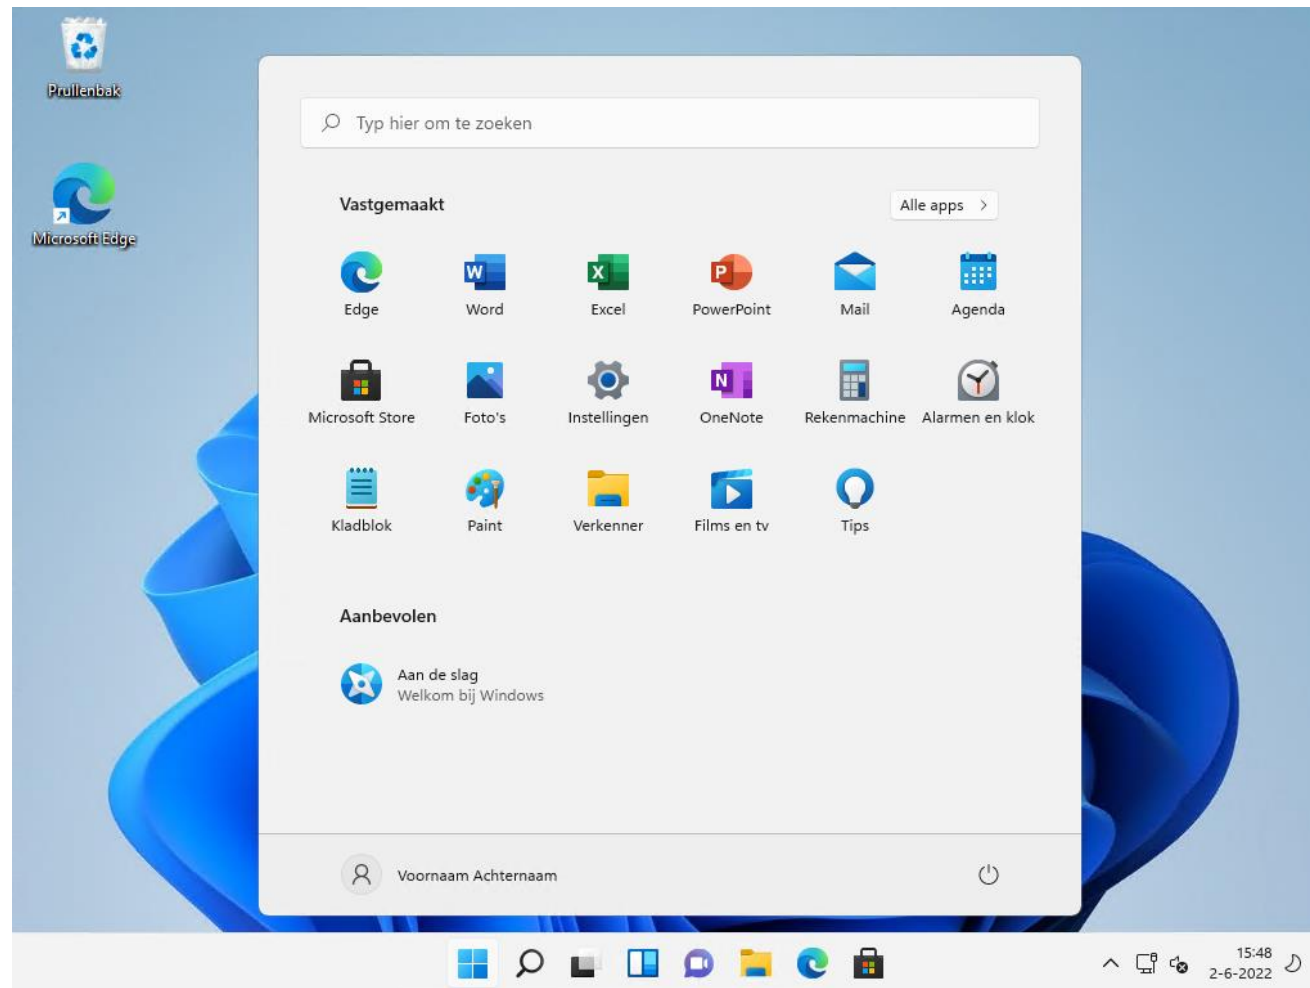 Prullenbak
Microsoft Edge
Typ hier om te zoeken
Vastgemaakt
Alle apps
Edge
Word
Excel
PowerPoint
Mail
Agenda
Microsoft Store
Foto's
Instellingen
OneNote
Rekenmachine
Alarmen en klok
Kladblok
Paint
Verkenner
Films en tv
Tips
Aanbevolen
Aan de slag
Welkom bij Windows
Voornaam Achternaam
15:48
2-6-2022